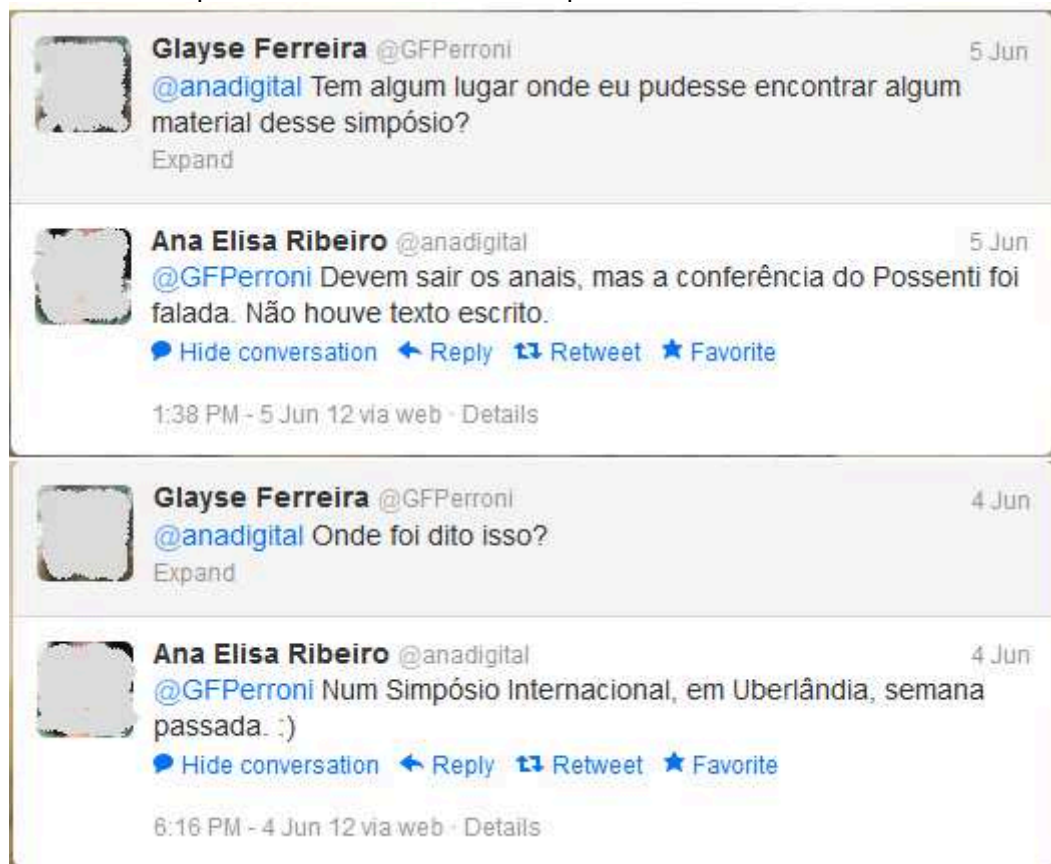 Glayse Ferreira @GFPerroni 5 Jun
@anadigital Tem algum lugar onde eu pudesse encontrar algum
material desse simpósio?
Expand
Ana Elisa Ribeiro @anadigital 5 Jun
@GFPerroni Devem sair os anais, mas a conferência do Possenti foi
falada. Não houve texto escrito.
Hide conversation Reply Retweet Favorite
1:38 PM - 5 Jun 12 via web · Details
Glayse Ferreira @GFPerroni 4 Jun
@anadigital Onde foi dito isso?
Expand
Ana Elisa Ribeiro @anadigital 4 Jun
@GFPerroni Num Simpósio Internacional, em Uberlândia, semana
passada. :)
Hide conversation Reply Retweet Favorite
6:16 PM - 4 Jun 12 via web · Details